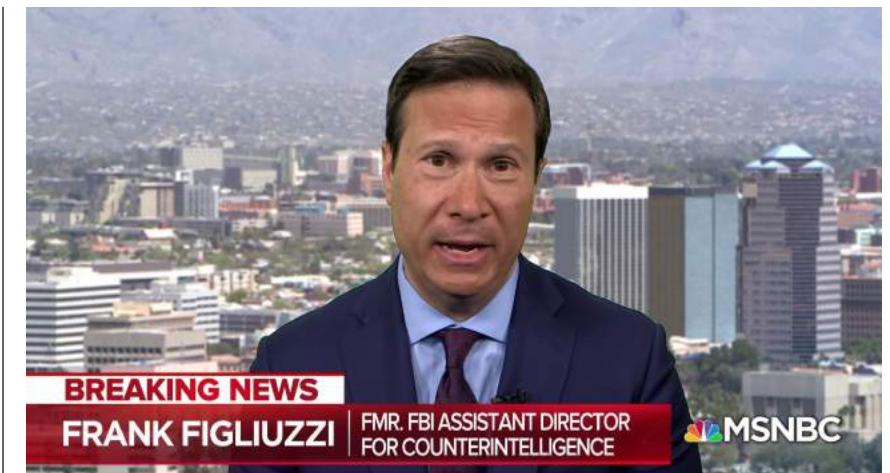 BREAKING NEWS
FRANK FIGLIUZZI
FMR. FBI ASSISTANT DIRECTOR
FOR COUNTERINTELLIGENCE
MSNBC